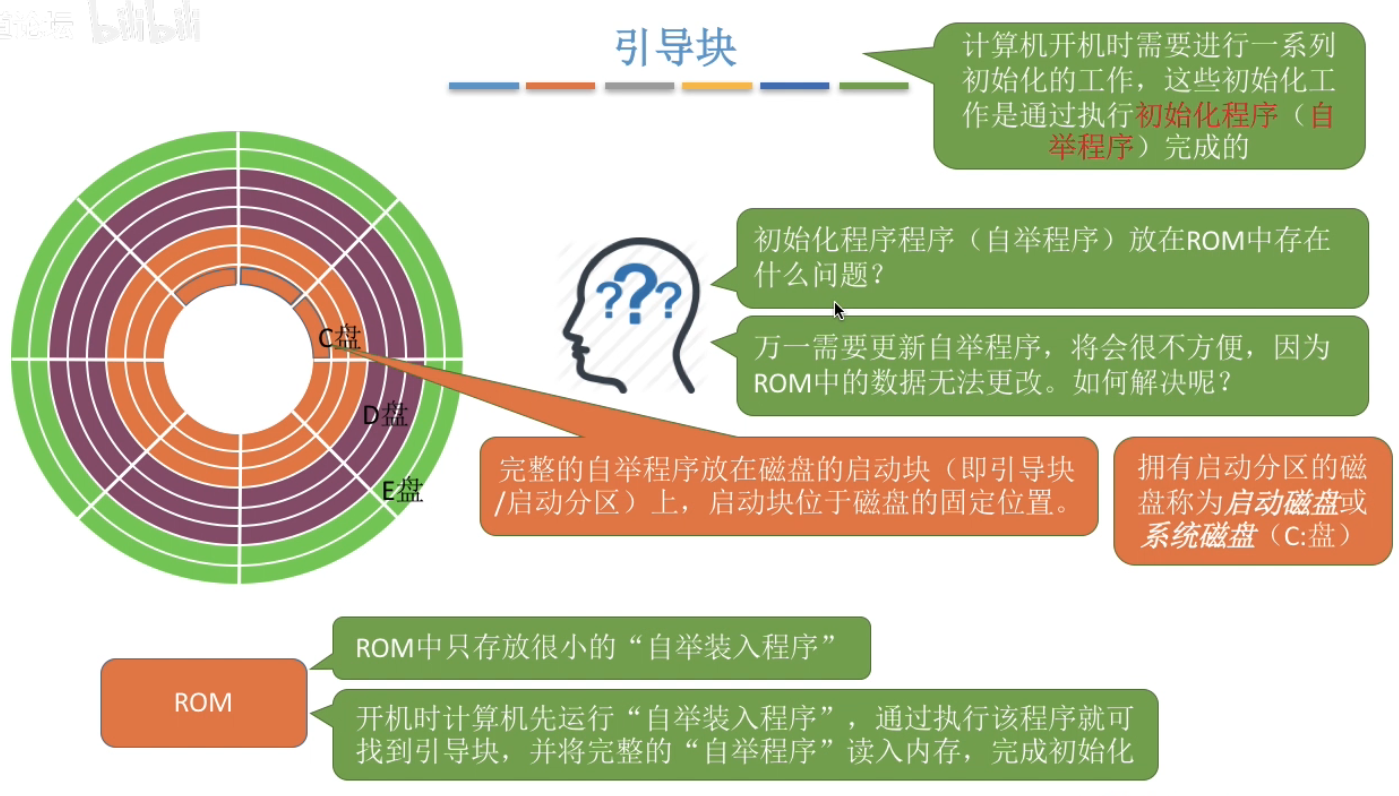 论坛 bilibili
引导块
计算机开机时需要进行一系列
初始化的工作，这些初始化工
作是通过执行初始化程序（自
举程序）完成的
初始化程序程序（自举程序）放在ROM中存在
什么问题？
万一需要更新自举程序，将会很不方便，因为
ROM中的数据无法更改。如何解决呢？
C盘
D盘
E盘
完整的自举程序放在磁盘的启动块（即引导块
/启动分区）上，启动块位于磁盘的固定位置。
拥有启动分区的磁
盘称为启动磁盘或
系统磁盘（C:盘）
ROM中只存放很小的“自举装入程序”
ROM
开机时计算机先运行“自举装入程序”，通过执行该程序就可
找到引导块，并将完整的“自举程序”读入内存，完成初始化